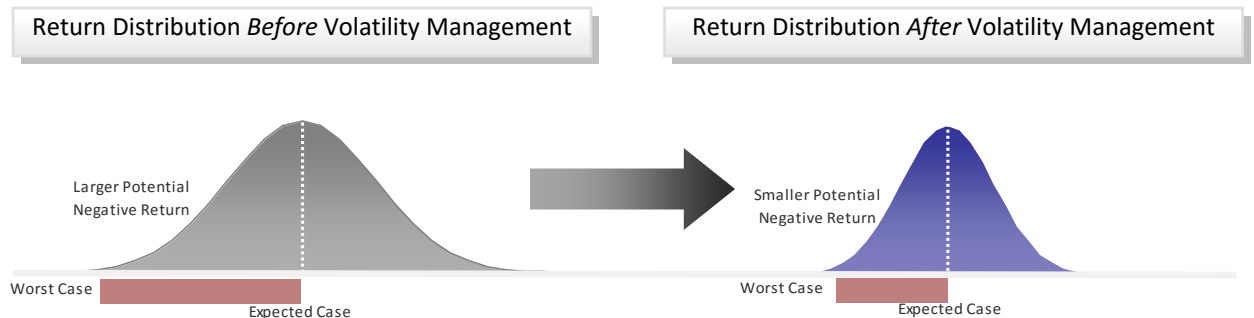 Return Distribution Before Volatility Management
Return Distribution After Volatility Management
Larger Potential
Negative Return
Smaller Potential
Negative Return
Worst Case
Expected Case
Worst Case
Expected Case